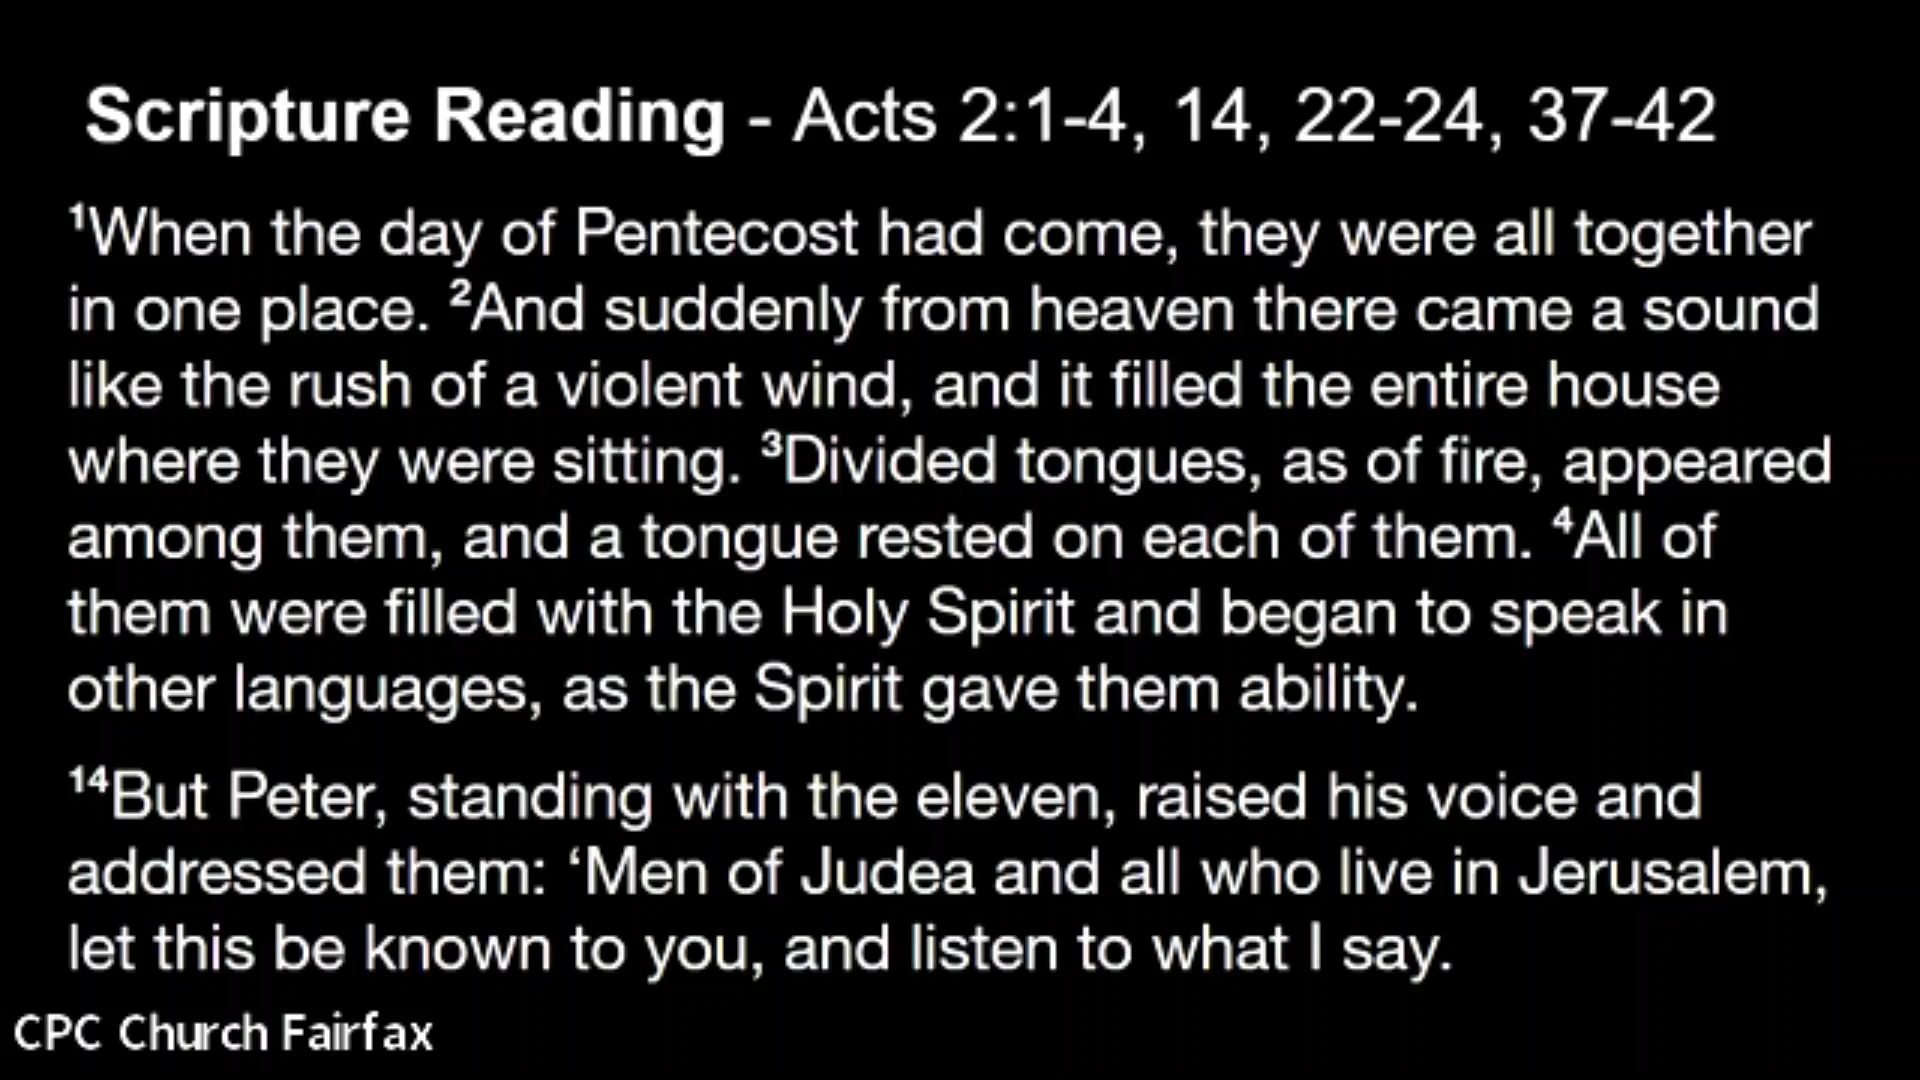 Scripture Reading - Acts 2:1-4, 14, 22-24, 37-42
¹When the day of Pentecost had come, they were all together
in one place. ²And suddenly from heaven there came a sound
like the rush of a violent wind, and it filled the entire house
where they were sitting. ³Divided tongues, as of fire, appeared
among them, and a tongue rested on each of them. ⁴All of
them were filled with the Holy Spirit and began to speak in
other languages, as the Spirit gave them ability.
¹⁴But Peter, standing with the eleven, raised his voice and
addressed them: ‘Men of Judea and all who live in Jerusalem,
let this be known to you, and listen to what I say.
CPC Church Fairfax